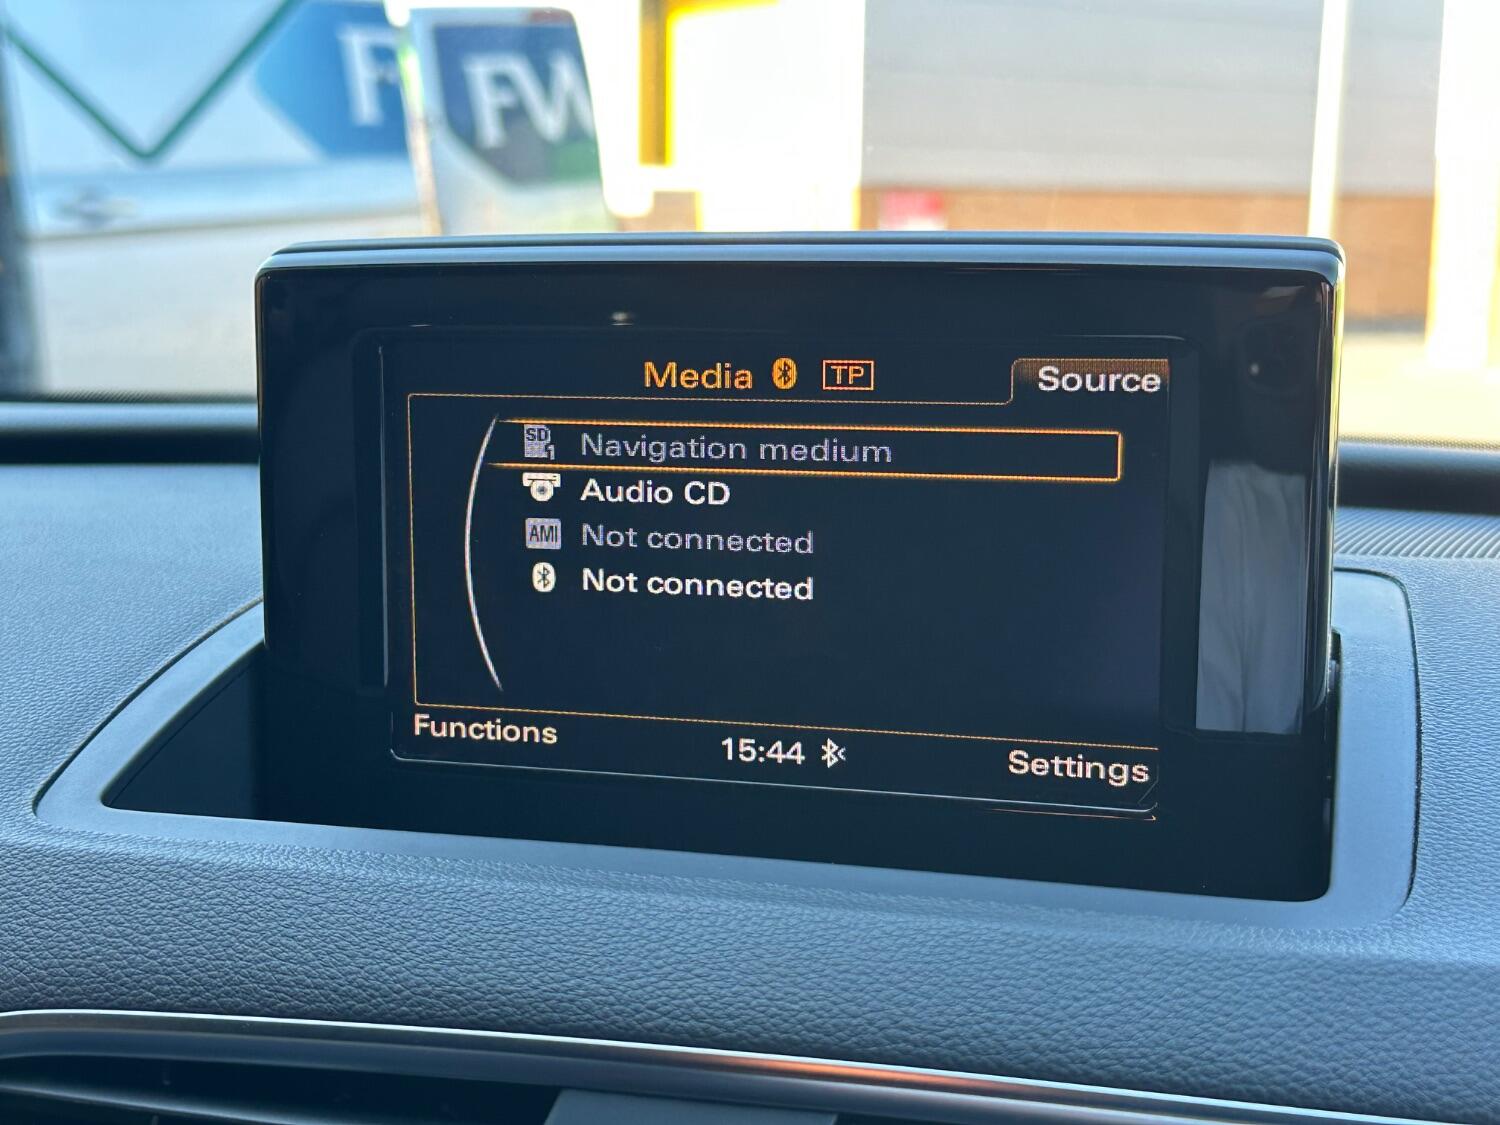 FW
Media TP
Source
SD 1 Navigation medium
Audio CD
AMI Not connected
Not connected
Functions
15:44
Settings